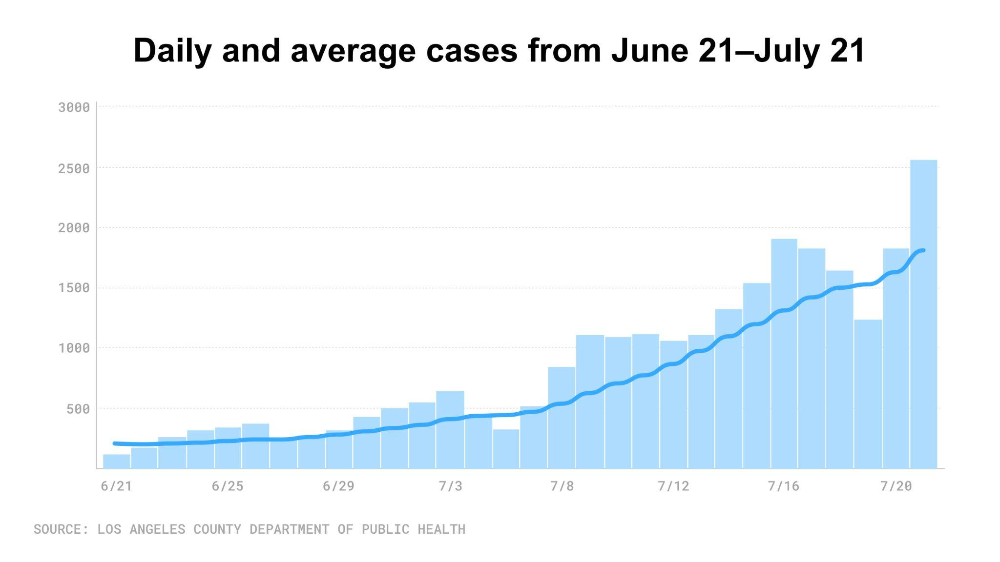 Daily and average cases from June 21–July 21
3000
2500
2000
1500
1000
500
6/21 6/25 6/29 7/3 7/8 7/12 7/16 7/20
SOURCE: LOS ANGELES COUNTY DEPARTMENT OF PUBLIC HEALTH